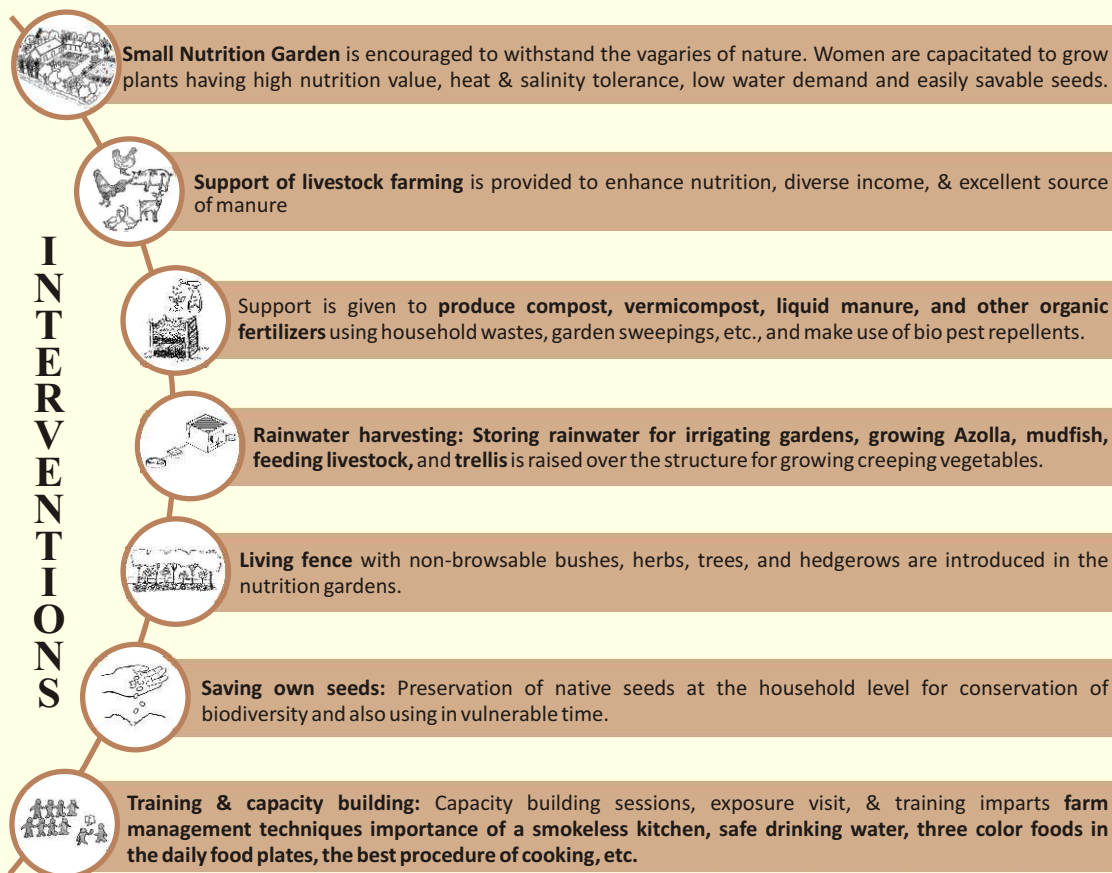 INTERVENTIONS
Small Nutrition Garden is encouraged to withstand the vagaries of nature. Women are capacitated to grow
plants having high nutrition value, heat & salinity tolerance, low water demand and easily savable seeds.
Support of livestock farming is provided to enhance nutrition, diverse income, & excellent source
of manure
Support is given to produce compost, vermicompost, liquid manure, and other organic
fertilizers using household wastes, garden sweepings, etc., and make use of bio pest repellents.
Rainwater harvesting: Storing rainwater for irrigating gardens, growing Azolla, mudfish,
feeding livestock, and trellis is raised over the structure for growing creeping vegetables.
Living fence with non-browsable bushes, herbs, trees, and hedgerows are introduced in the
nutrition gardens.
Saving own seeds: Preservation of native seeds at the household level for conservation of
biodiversity and also using in vulnerable time.
Training & capacity building: Capacity building sessions, exposure visit, & training imparts farm
management techniques importance of a smokeless kitchen, safe drinking water, three color foods in
the daily food plates, the best procedure of cooking, etc.